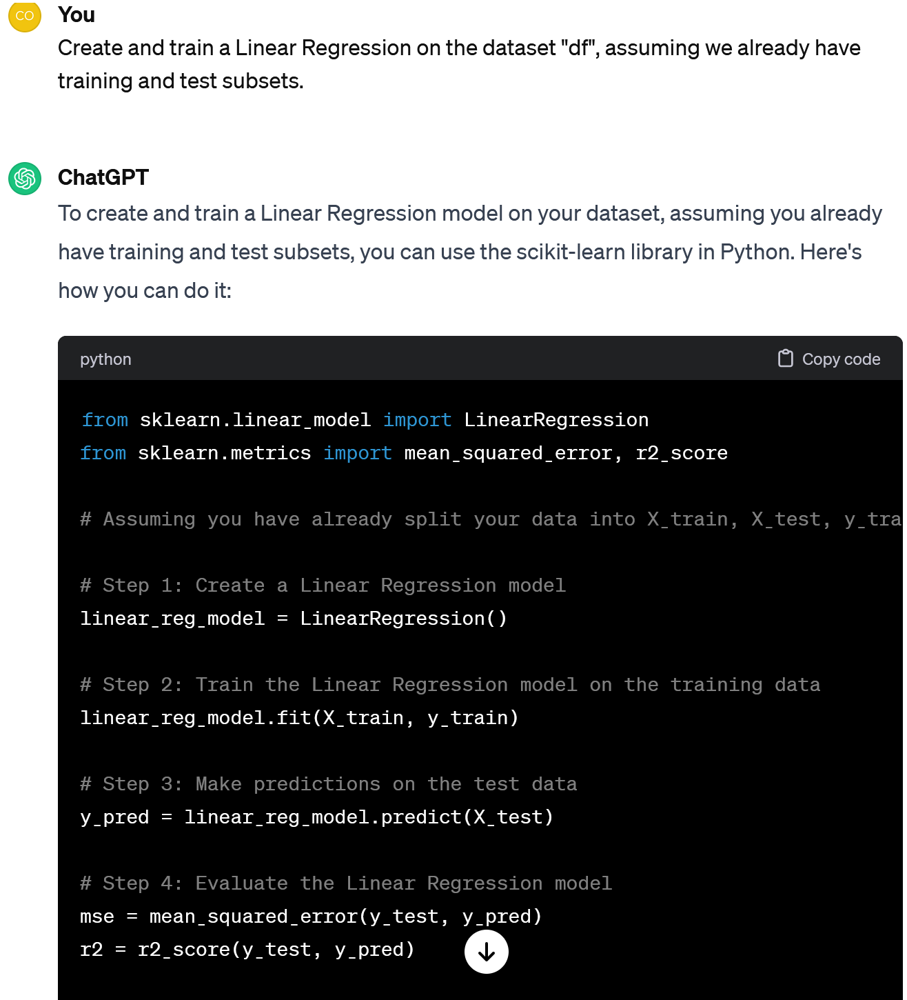 CO
You
Create and train a Linear Regression on the dataset "df", assuming we already have
training and test subsets.
ChatGPT
To create and train a Linear Regression model on your dataset, assuming you already
have training and test subsets, you can use the scikit-learn library in Python. Here's
how you can do it:
python
Copy code
from sklearn.linear_model import LinearRegression
from sklearn.metrics import mean_squared_error, r2_score
# Assuming you have already split your data into X_train, X_test, y_tra
# Step 1: Create a Linear Regression model
linear_reg_model = LinearRegression()
# Step 2: Train the Linear Regression model on the training data
linear_reg_model.fit(X_train, y_train)
# Step 3: Make predictions on the test data
y_pred = linear_reg_model.predict(X_test)
# Step 4: Evaluate the Linear Regression model
mse = mean_squared_error(y_test, y_pred)
r2 = r2_score(y_test, y_pred)